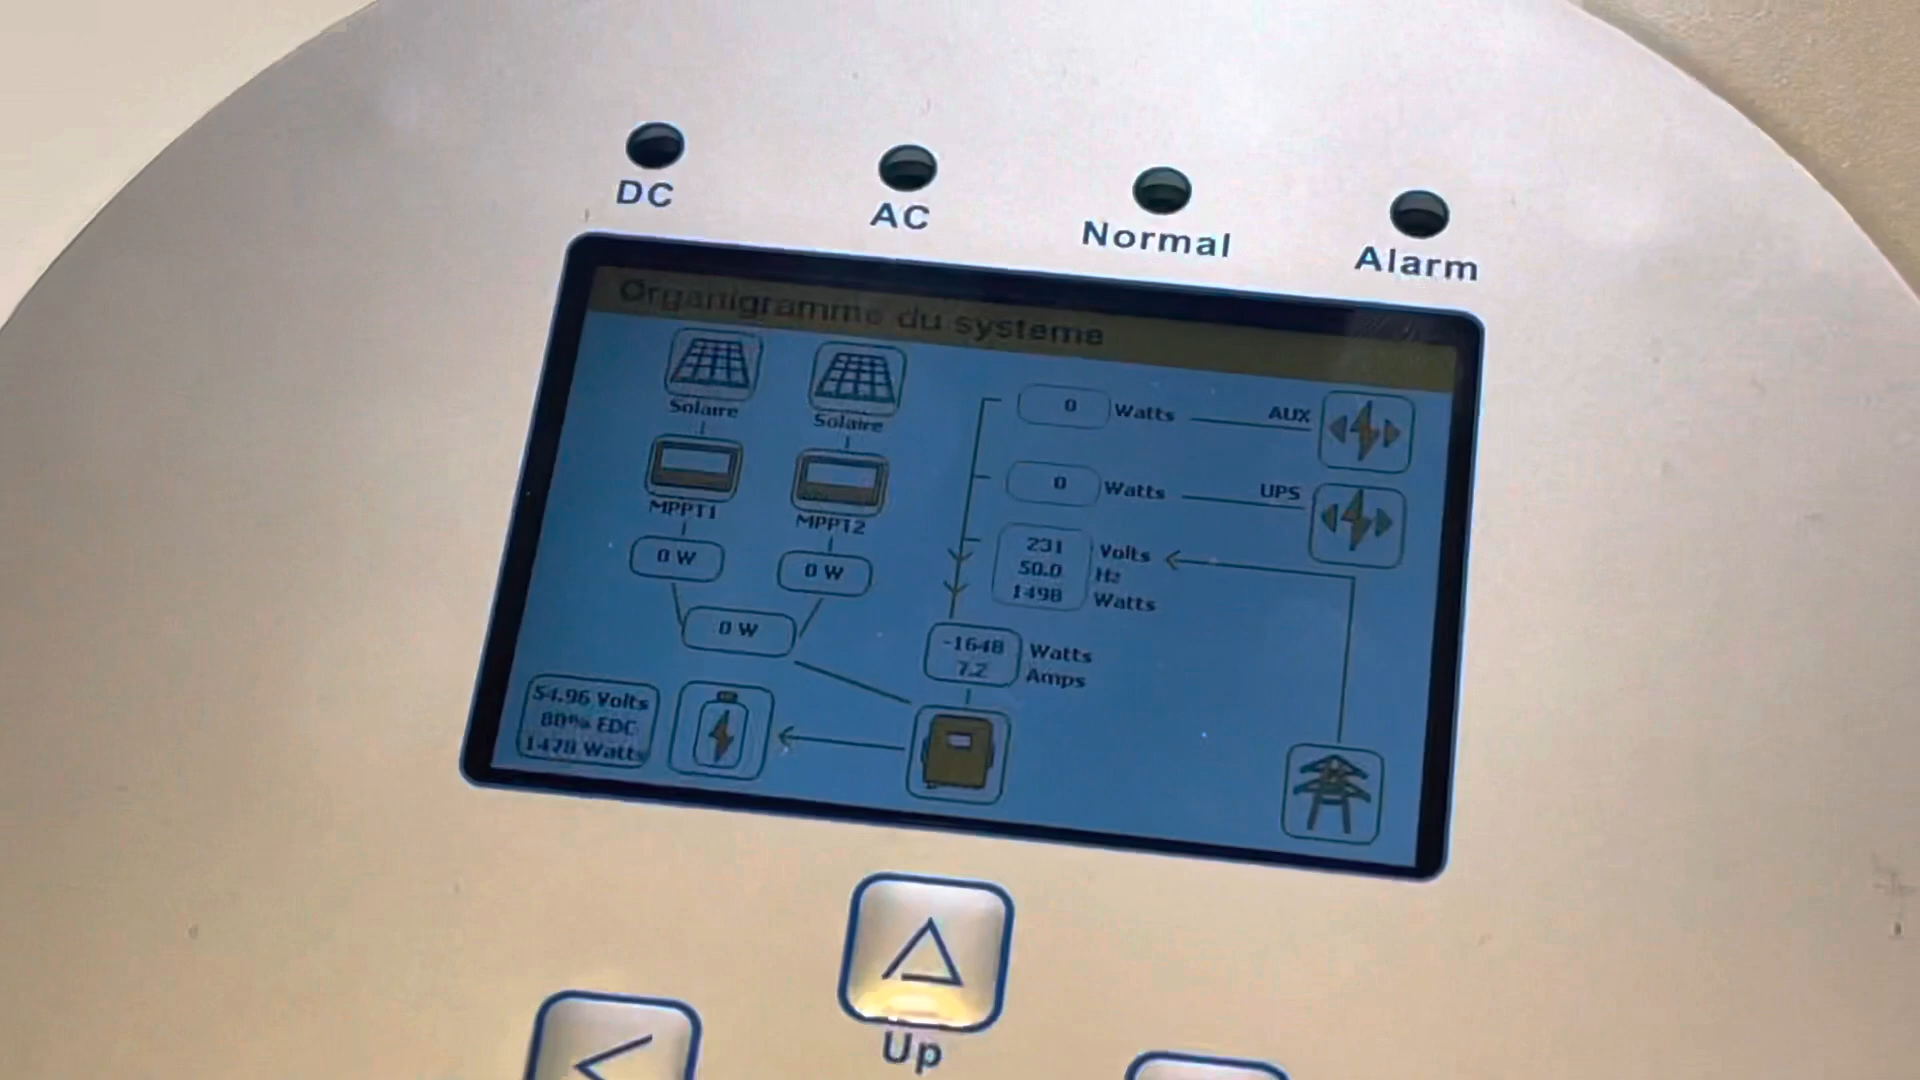 DC
AC
Normal
Alarm
Organigramme du systeme
Solaire
Solaire
MPPT1
MPPT2
0 W
0 W
0 W
0 Watts AUX
0 Watts UPS
231 Volts
50.0 Hz
1498 Watts
-1648 Watts
7.2 Amps
54.96 Volts
80% EDC
1478 Watts
Up